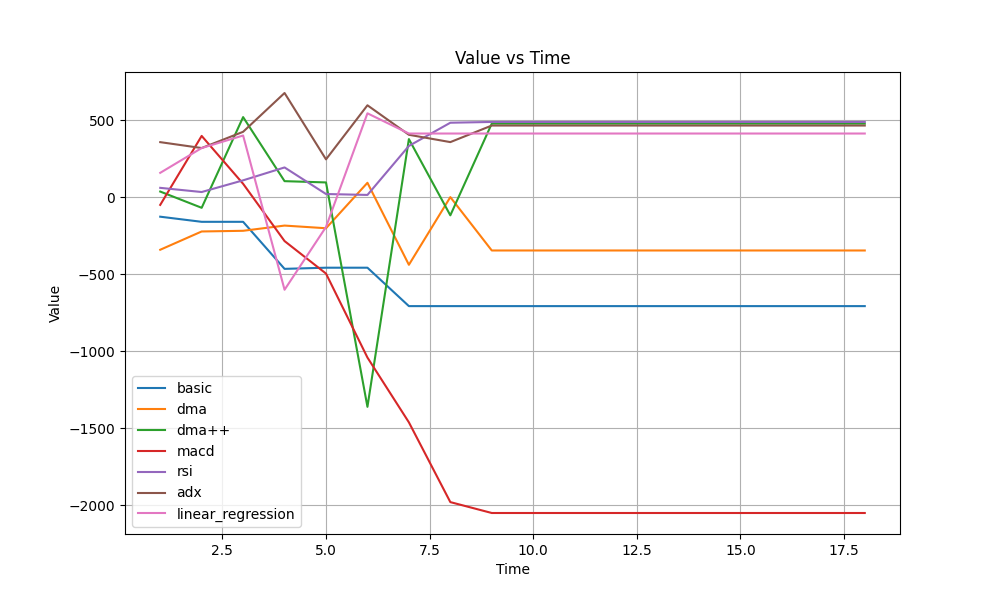 Value vs Time
Value
500
0
−500
−1000
−1500
−2000
basic
dma
dma++
macd
rsi
adx
linear_regression
2.5 5.0 7.5 10.0 12.5 15.0 17.5
Time